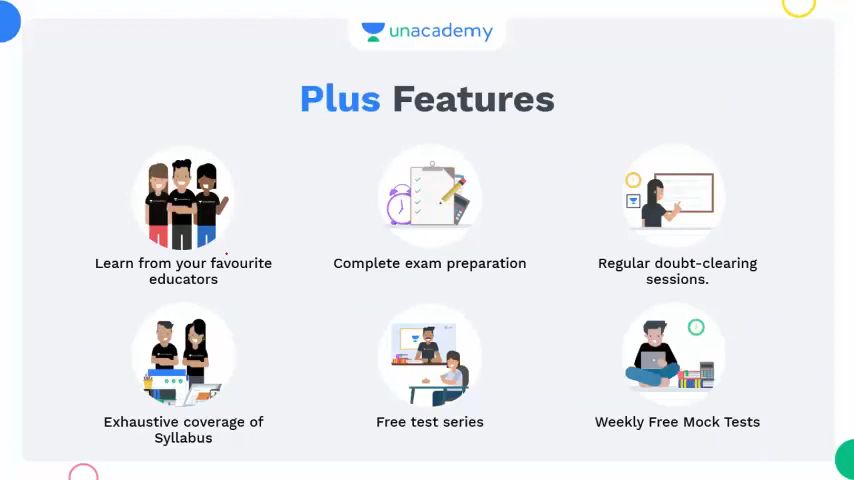 unacademy
Plus Features
Learn from your favourite
educators
Complete exam preparation
Regular doubt-clearing
sessions.
Exhaustive coverage of
Syllabus
Free test series
Weekly Free Mock Tests